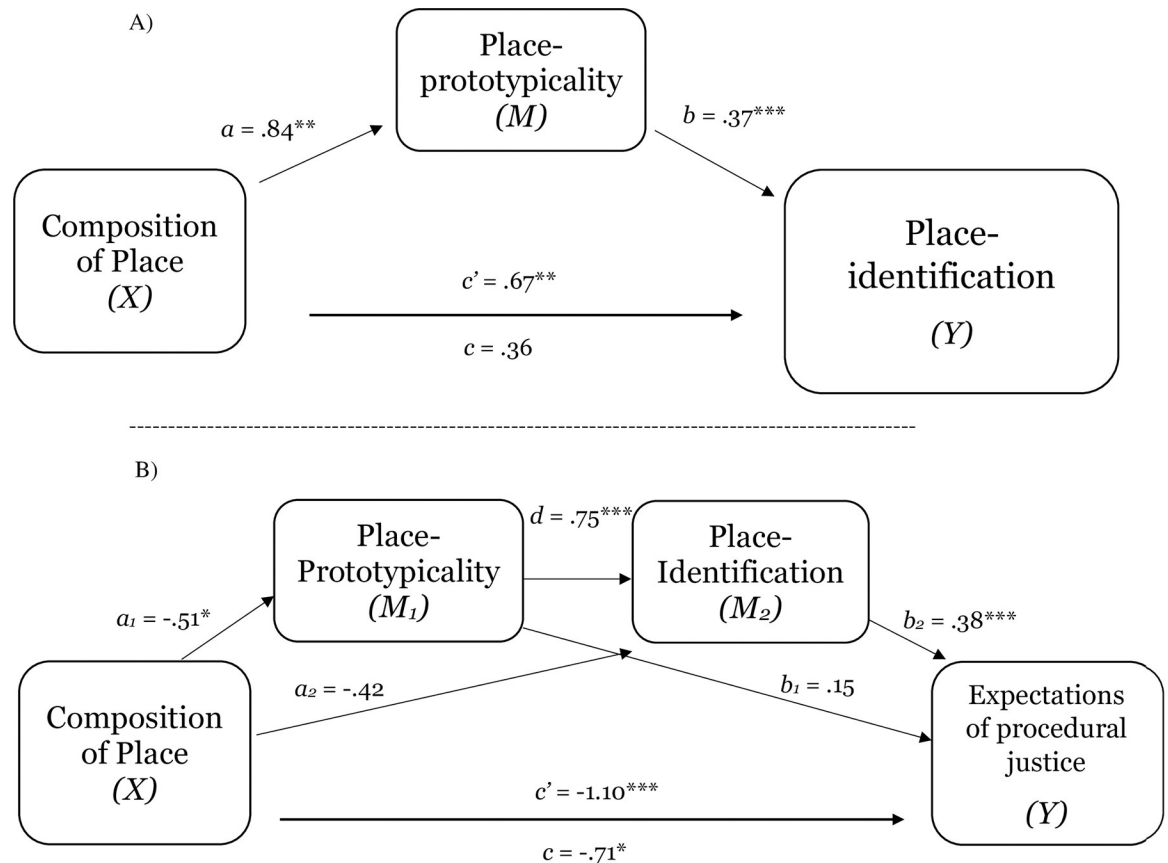 A)
Place-
prototypicality
(M)
a = .84**
b = .37***
Composition
of Place
(X)
Place-
identification
(Y)
c’ = .67**
c = .36
--------------------------------------------------------------------------------
B)
Place-
Prototypicality
(M₁)
d = .75***
Place-
Identification
(M₂)
a₁ = -.51*
b₂ = .38***
a₂ = -.42
b₁ = .15
Composition
of Place
(X)
Expectations
of procedural
justice
(Y)
c’ = -1.10***
c = -.71*